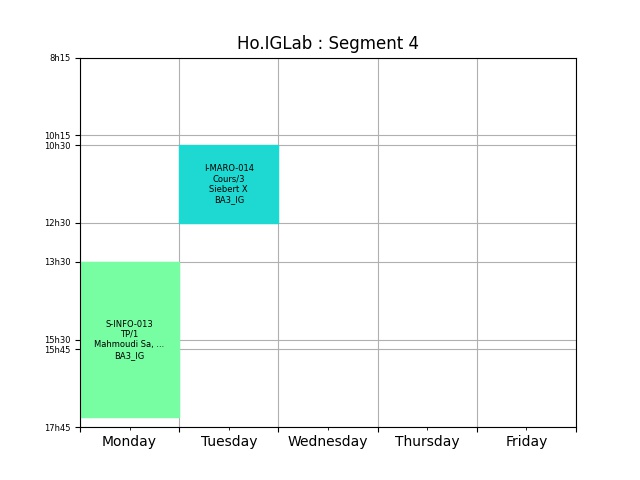 Ho.IGLab : Segment 4
8h15
10h15
10h30
I-MARO-014
Cours/3
Siebert X
BA3_IG
12h30
13h30
S-INFO-013
TP/1
Mahmoudi Sa, ...
BA3_IG
15h30
15h45
17h45
Monday Tuesday Wednesday Thursday Friday